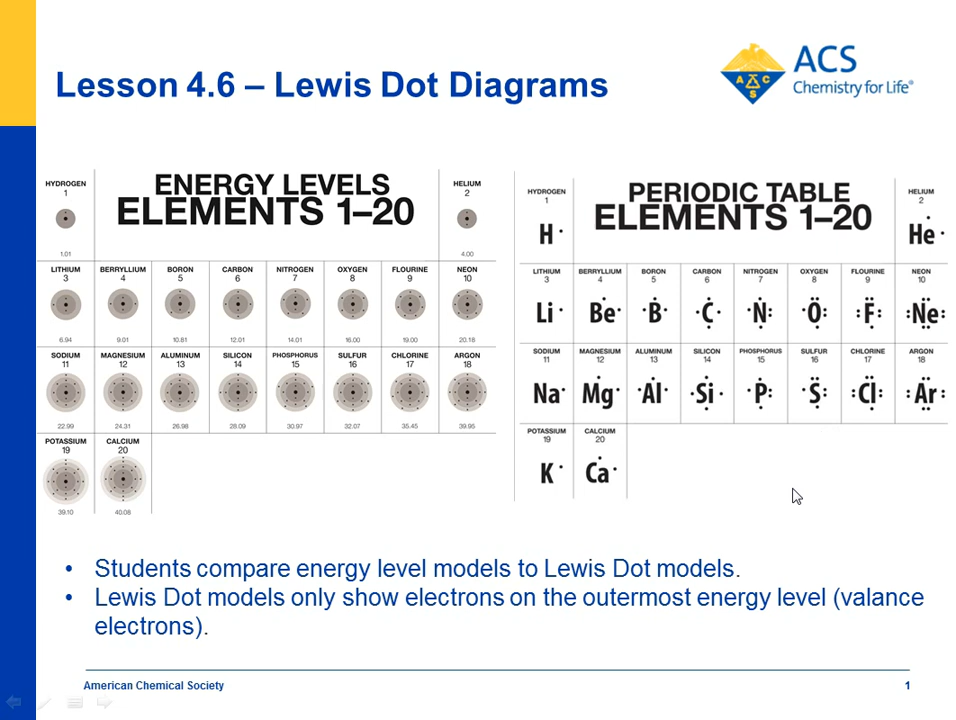 Lesson 4.6 – Lewis Dot Diagrams
ACS
Chemistry for Life®
A C S
ENERGY LEVELS
ELEMENTS 1–20
HYDROGEN
1
1.01
HELIUM
2
4.00
LITHIUM
3
6.94
BERRYLLIUM
4
9.01
BORON
5
10.81
CARBON
6
12.01
NITROGEN
7
14.01
OXYGEN
8
16.00
FLOURINE
9
19.00
NEON
10
20.18
SODIUM
11
22.99
MAGNESIUM
12
24.31
ALUMINUM
13
26.98
SILICON
14
28.09
PHOSPHORUS
15
30.97
SULFUR
16
32.07
CHLORINE
17
35.45
ARGON
18
39.95
POTASSIUM
19
39.10
CALCIUM
20
40.08
PERIODIC TABLE
ELEMENTS 1–20
HYDROGEN
1
H
HELIUM
2
He
LITHIUM
3
Li
BERRYLLIUM
4
Be
BORON
5
B
CARBON
6
C
NITROGEN
7
N
OXYGEN
8
O
FLOURINE
9
F
NEON
10
Ne
SODIUM
11
Na
MAGNESIUM
12
Mg
ALUMINUM
13
Al
SILICON
14
Si
PHOSPHORUS
15
P
SULFUR
16
S
CHLORINE
17
Cl
ARGON
18
Ar
POTASSIUM
19
K
CALCIUM
20
Ca
• Students compare energy level models to Lewis Dot models.
• Lewis Dot models only show electrons on the outermost energy level (valance
electrons).
American Chemical Society
1